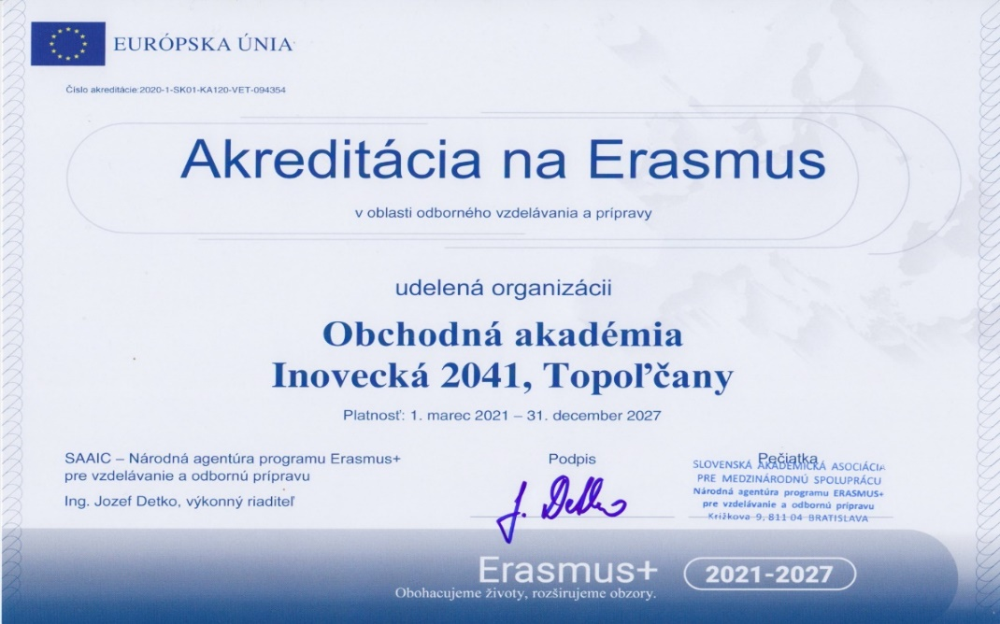 EURÓPSKA ÚNIA
Číslo akreditácie:2020-1-SK01-KA120-VET-094354
Akreditácia na Erasmus
v oblasti odborného vzdelávania a prípravy
udelená organizácii
Obchodná akadémia
Inovecká 2041, Topoľčany
Platnosť: 1. marec 2021 – 31. december 2027
SAAIC – Národná agentúra programu Erasmus+
pre vzdelávanie a odbornú prípravu
Ing. Jozef Detko, výkonný riaditeľ
Podpis
J. Detko
Pečiatka
SLOVENSKÁ AKADEMICKÁ ASOCIÁCIA
PRE MEDZINÁRODNÚ SPOLUPRÁCU
Národná agentúra programu ERASMUS+
pre vzdelávanie a odbornú prípravu
Križkova 9, 811 04 BRATISLAVA
Erasmus+
2021-2027
Obohacujeme životy, rozširujeme obzory.